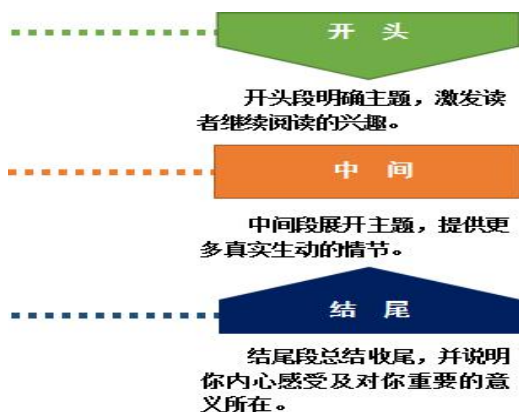 开 头
开头段明确主题，激发读
者继续阅读的兴趣。
中 间
中间段展开主题，提供更
多真实生动的情节。
结 尾
结尾段总结收尾，并说明
你内心感受及对你重要的意
义所在。